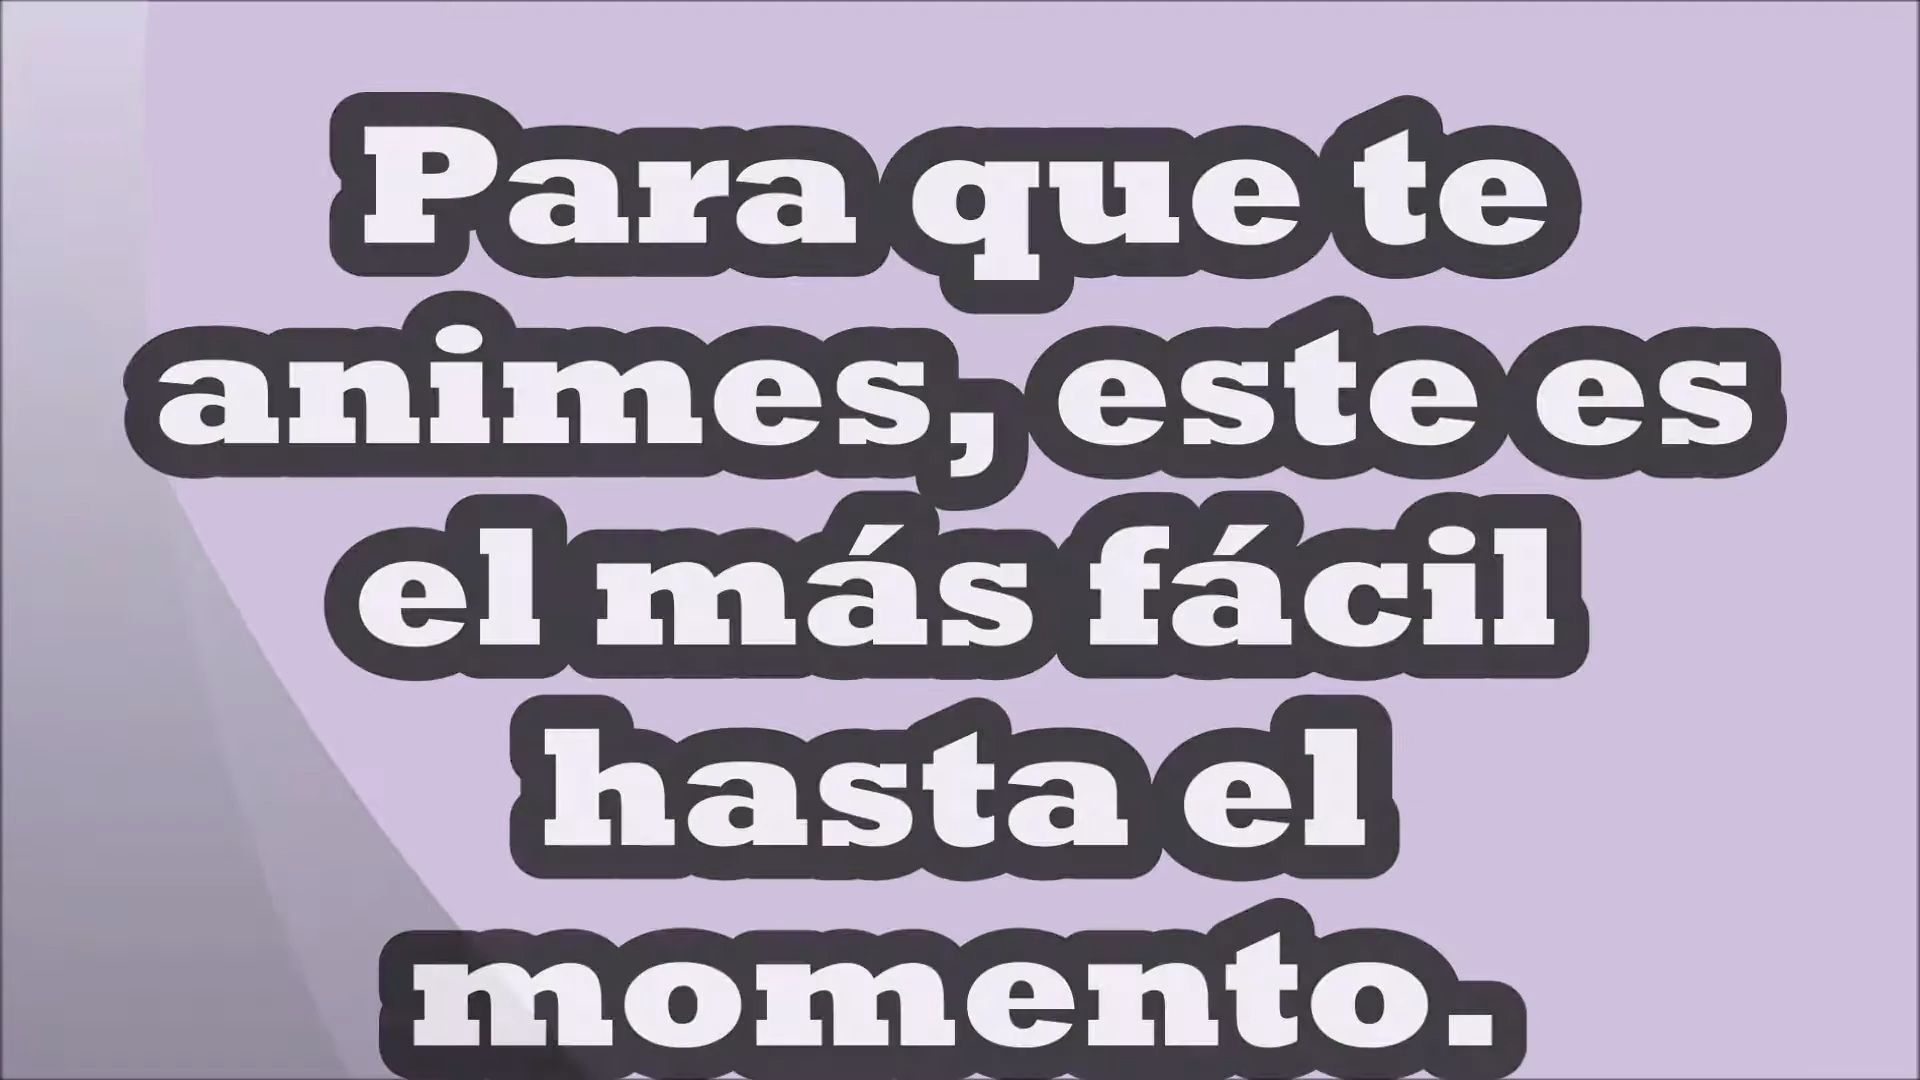 Para que te
animes, este es
el más fácil
hasta el
momento.